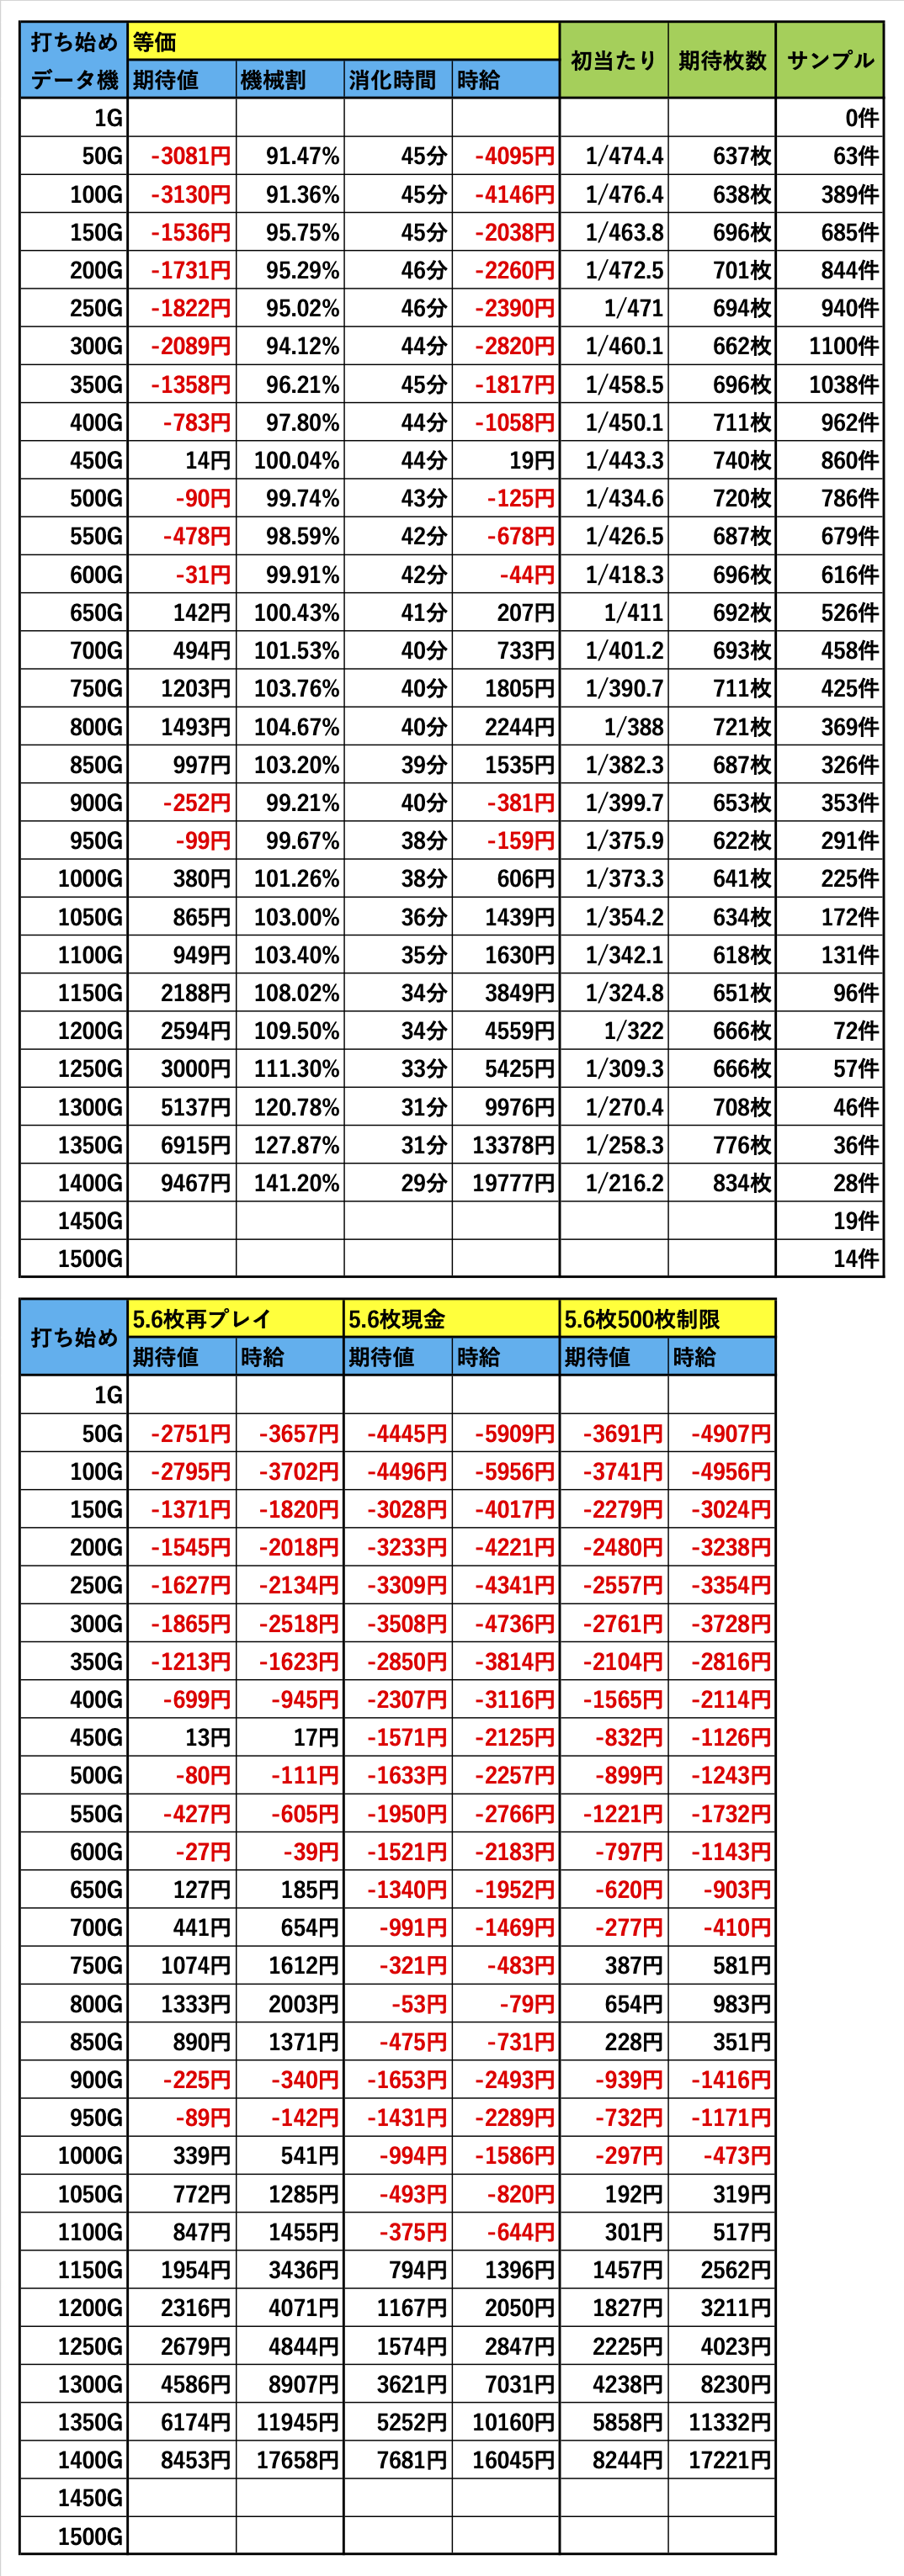 打ち始め 等価 初当たり 期待枚数 サンプル
データ機 期待値 機械割 消化時間 時給
1G 0件
50G -3081円 91.47% 45分 -4095円 1/474.4 637枚 63件
100G -3130円 91.36% 45分 -4146円 1/476.4 638枚 389件
150G -1536円 95.75% 45分 -2038円 1/463.8 696枚 685件
200G -1731円 95.29% 46分 -2260円 1/472.5 701枚 844件
250G -1822円 95.02% 46分 -2390円 1/471 694枚 940件
300G -2089円 94.12% 44分 -2820円 1/460.1 662枚 1100件
350G -1358円 96.21% 45分 -1817円 1/458.5 696枚 1038件
400G -783円 97.80% 44分 -1058円 1/450.1 711枚 962件
450G 14円 100.04% 44分 19円 1/443.3 740枚 860件
500G -90円 99.74% 43分 -125円 1/434.6 720枚 786件
550G -478円 98.59% 42分 -678円 1/426.5 687枚 679件
600G -31円 99.91% 42分 -44円 1/418.3 696枚 616件
650G 142円 100.43% 41分 207円 1/411 692枚 526件
700G 494円 101.53% 40分 733円 1/401.2 693枚 458件
750G 1203円 103.76% 40分 1805円 1/390.7 711枚 425件
800G 1493円 104.67% 40分 2244円 1/388 721枚 369件
850G 997円 103.20% 39分 1535円 1/382.3 687枚 326件
900G -252円 99.21% 40分 -381円 1/399.7 653枚 353件
950G -99円 99.67% 38分 -159円 1/375.9 622枚 291件
1000G 380円 101.26% 38分 606円 1/373.3 641枚 225件
1050G 865円 103.00% 36分 1439円 1/354.2 634枚 172件
1100G 949円 103.40% 35分 1630円 1/342.1 618枚 131件
1150G 2188円 108.02% 34分 3849円 1/324.8 651枚 96件
1200G 2594円 109.50% 34分 4559円 1/322 666枚 72件
1250G 3000円 111.30% 33分 5425円 1/309.3 666枚 57件
1300G 5137円 120.78% 31分 9976円 1/270.4 708枚 46件
1350G 6915円 127.87% 31分 13378円 1/258.3 776枚 36件
1400G 9467円 141.20% 29分 19777円 1/216.2 834枚 28件
1450G 19件
1500G 14件
打ち始め 5.6枚再プレイ 5.6枚現金 5.6枚500枚制限
期待値 時給 期待値 時給 期待値 時給
1G
50G -2751円 -3657円 -4445円 -5909円 -3691円 -4907円
100G -2795円 -3702円 -4496円 -5956円 -3741円 -4956円
150G -1371円 -1820円 -3028円 -4017円 -2279円 -3024円
200G -1545円 -2018円 -3233円 -4221円 -2480円 -3238円
250G -1627円 -2134円 -3309円 -4341円 -2557円 -3354円
300G -1865円 -2518円 -3508円 -4736円 -2761円 -3728円
350G -1213円 -1623円 -2850円 -3814円 -2104円 -2816円
400G -699円 -945円 -2307円 -3116円 -1565円 -2114円
450G 13円 17円 -1571円 -2125円 -832円 -1126円
500G -80円 -111円 -1633円 -2257円 -899円 -1243円
550G -427円 -605円 -1950円 -2766円 -1221円 -1732円
600G -27円 -39円 -1521円 -2183円 -797円 -1143円
650G 127円 185円 -1340円 -1952円 -620円 -903円
700G 441円 654円 -991円 -1469円 -277円 -410円
750G 1074円 1612円 -321円 -483円 387円 581円
800G 1333円 2003円 -53円 -79円 654円 983円
850G 890円 1371円 -475円 -731円 228円 351円
900G -225円 -340円 -1653円 -2493円 -939円 -1416円
950G -89円 -142円 -1431円 -2289円 -732円 -1171円
1000G 339円 541円 -994円 -1586円 -297円 -473円
1050G 772円 1285円 -493円 -820円 192円 319円
1100G 847円 1455円 -375円 -644円 301円 517円
1150G 1954円 3436円 794円 1396円 1457円 2562円
1200G 2316円 4071円 1167円 2050円 1827円 3211円
1250G 2679円 4844円 1574円 2847円 2225円 4023円
1300G 4586円 8907円 3621円 7031円 4238円 8230円
1350G 6174円 11945円 5252円 10160円 5858円 11332円
1400G 8453円 17658円 7681円 16045円 8244円 17221円
1450G
1500G